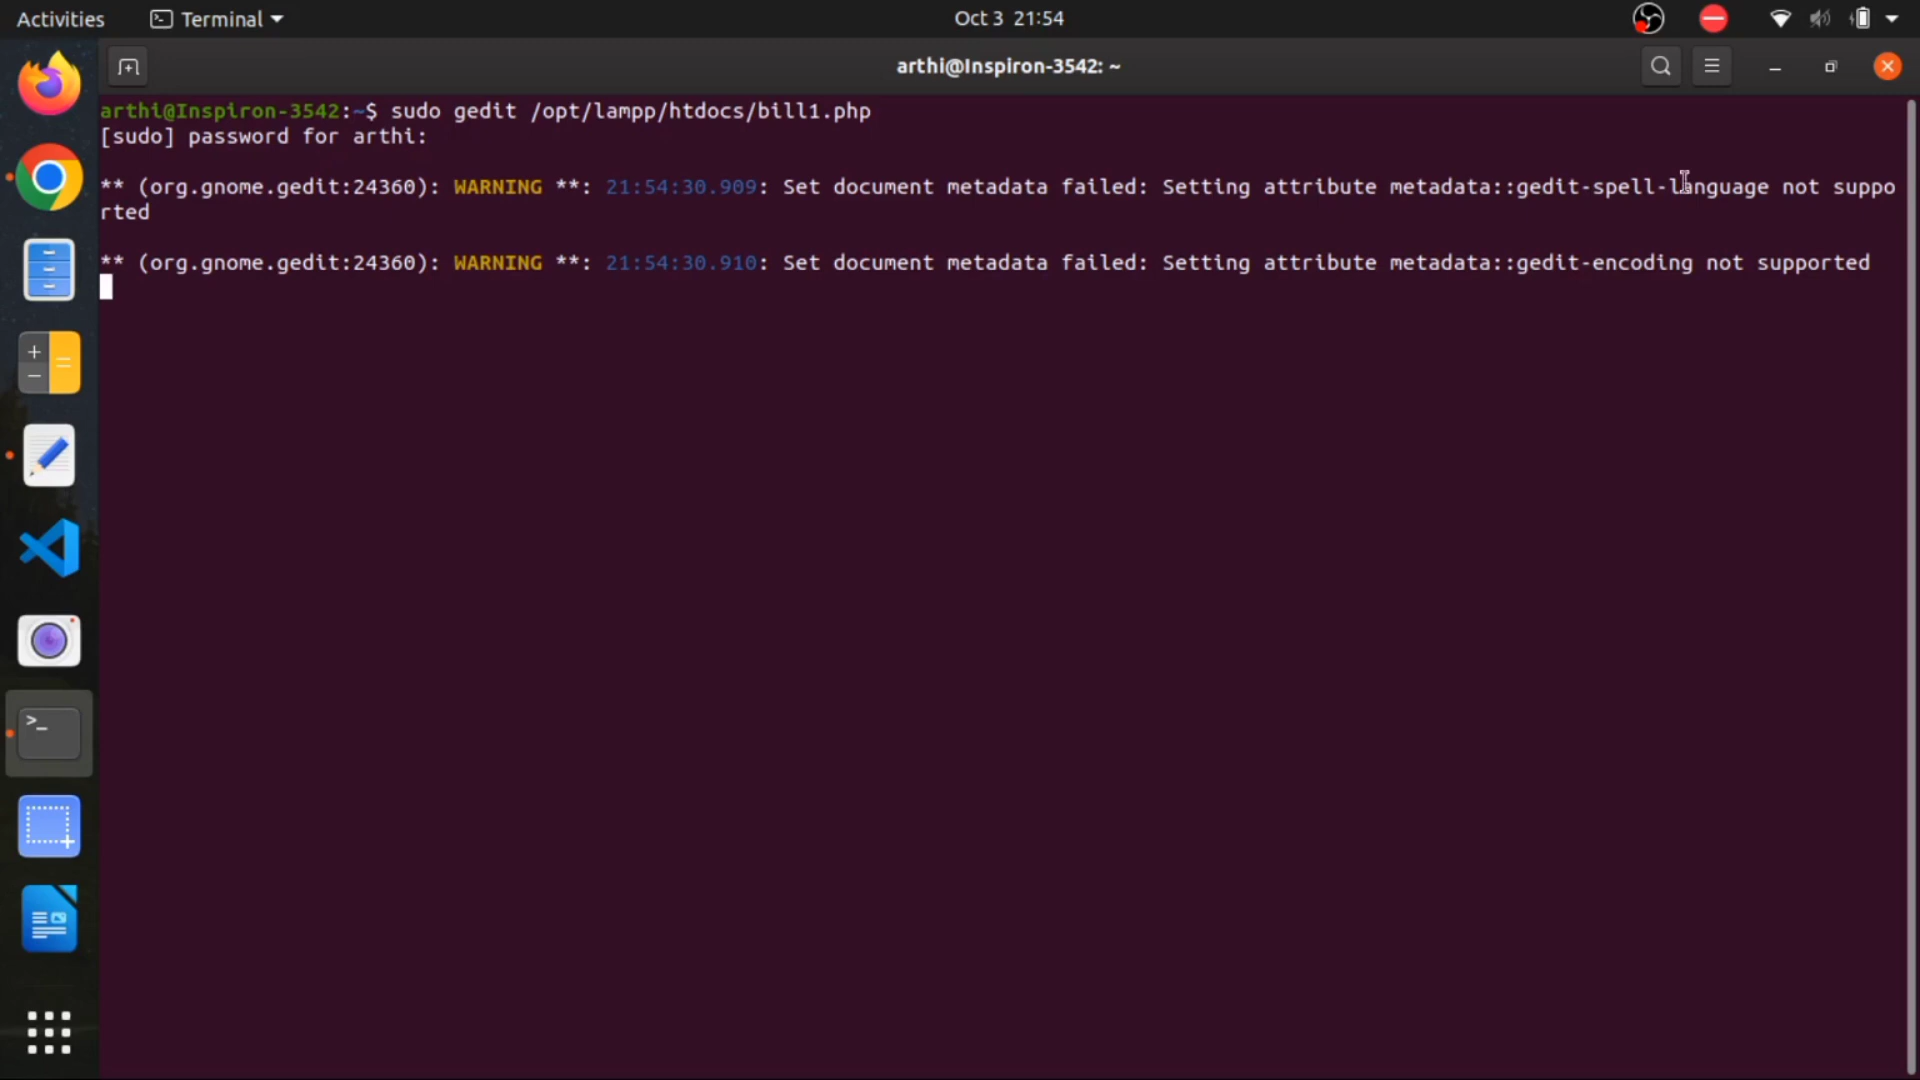 Activities
Terminal
Oct 3 21:54
arthi@Inspiron-3542: ~
arthi@Inspiron-3542:~$ sudo gedit /opt/lampp/htdocs/bill1.php
[sudo] password for arthi:
** (org.gnome.gedit:24360): WARNING **: 21:54:30.909: Set document metadata failed: Setting attribute metadata::gedit-spell-language not suppo
rted
** (org.gnome.gedit:24360): WARNING **: 21:54:30.910: Set document metadata failed: Setting attribute metadata::gedit-encoding not supported